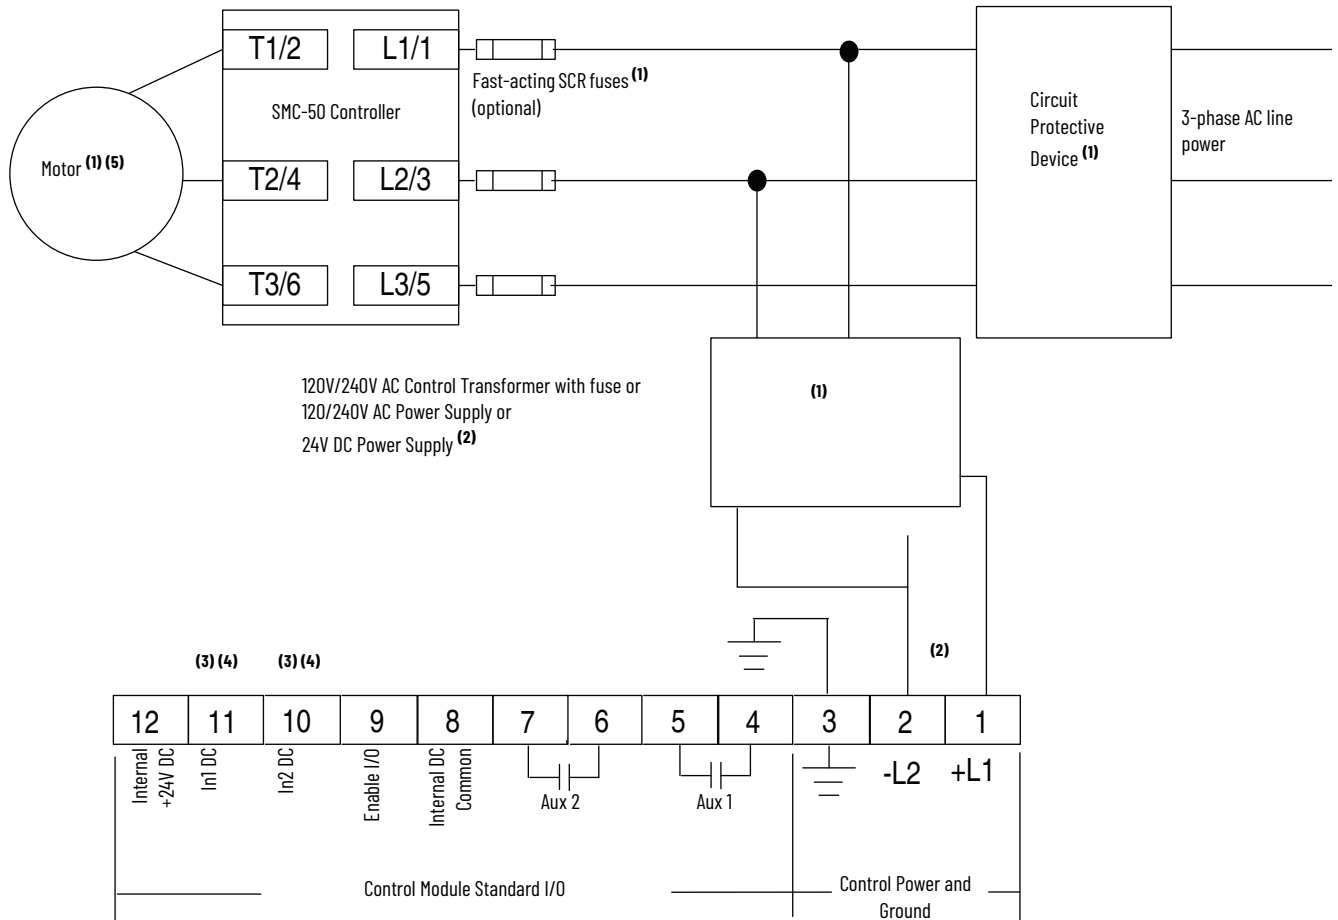 T1/2
L1/1
SMC-50 Controller
Fast-acting SCR fuses (1)
(optional)
Circuit
Protective
Device (1)
3-phase AC line
power
Motor (1) (5)
T2/4
L2/3
T3/6
L3/5
120V/240V AC Control Transformer with fuse or
120/240V AC Power Supply or
24V DC Power Supply (2)
(1)
(2)
(3) (4)
(3) (4)
12
11
10
9
8
7
6
5
4
3
2
1
Internal
+24V DC
In1 DC
In2 DC
Enable I/O
Internal DC
Common
Aux 2
Aux 1
-L2
+L1
Control Module Standard I/O
Control Power and
Ground